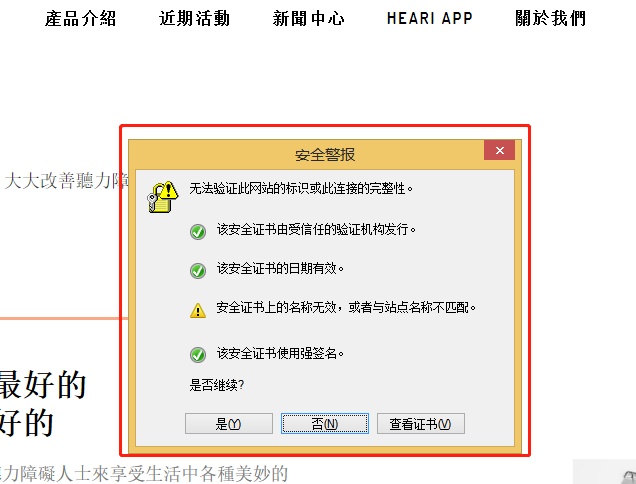 產品介紹 近期活動 新聞中心 HEARI APP 關於我們
大大改善聽力障
安全警报
无法验证此网站的标识或此连接的完整性。
该安全证书由受信任的验证机构发行。
该安全证书的日期有效。
安全证书上的名称无效，或者与站点名称不匹配。
该安全证书使用强签名。
是否继续?
是(Y) 否(N) 查看证书(V)
最好的
好的
力障礙人士來享受生活中各種美妙的